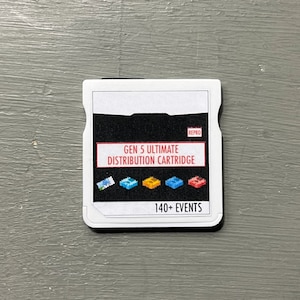 REPRO
GEN 5 ULTIMATE
DISTRIBUTION CARTRIDGE
140+ EVENTS